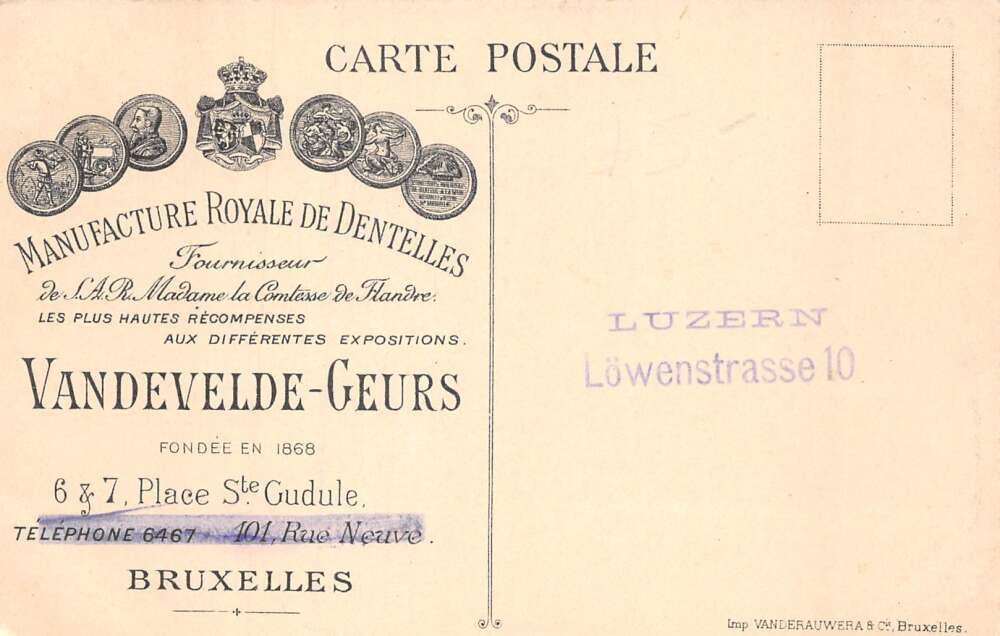 CARTE POSTALE
MANUFACTURE ROYALE DE DENTELLES
Fournisseur
de S.A.R. Madame la Comtesse de Flandre.
LES PLUS HAUTES RÉCOMPENSES
AUX DIFFÉRENTES EXPOSITIONS.
VANDEVELDE-GEURS
FONDÉE EN 1868
6 & 7, Place Ste Gudule,
TÉLÉPHONE 6467 101, Rue Neuve.
BRUXELLES
LUZERN
Löwenstrasse 10
Imp. VANDERAUWERA & Cie, Bruxelles.